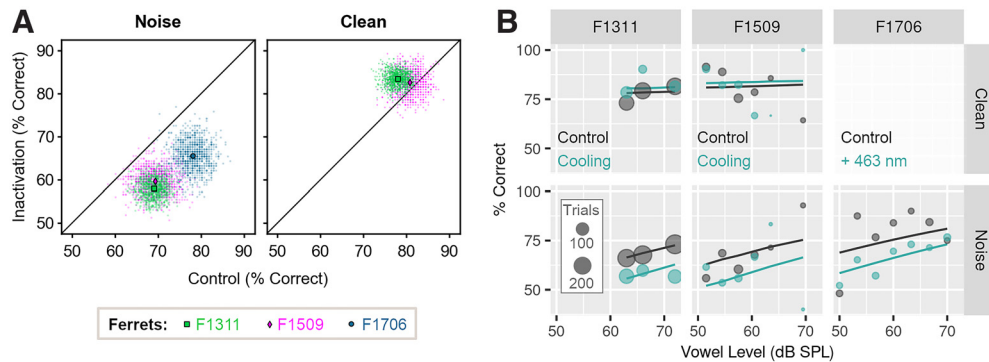 A
Noise
Clean
Inactivation (% Correct)
90
80
70
60
50
50 60 70 80 90
50 60 70 80 90
Control (% Correct)
Ferrets: F1311 F1509 F1706
B
F1311 F1509 F1706
% Correct
100
75
50
Control
Cooling
Control
Cooling
Control
+ 463 nm
Clean
100
75
50
Trials
100
200
Noise
50 60 70
50 60 70
50 60 70
Vowel Level (dB SPL)